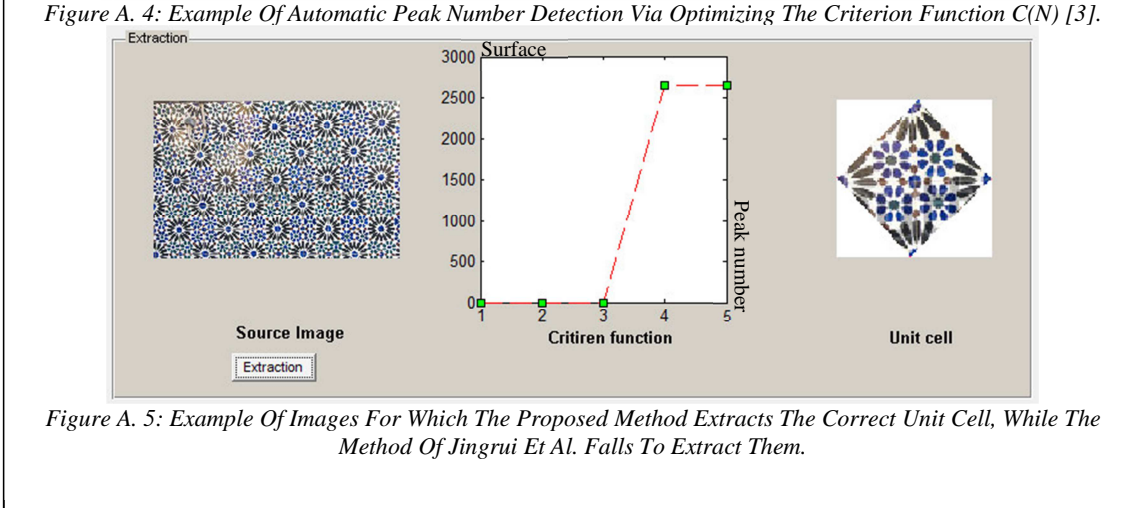 Figure A. 4: Example Of Automatic Peak Number Detection Via Optimizing The Criterion Function C(N) [3].
Extraction
Surface
3000
2500
2000
1500
1000
500
0
1 2 3 4 5
Peak number
Source Image
Critiren function
Unit cell
Extraction
Figure A. 5: Example Of Images For Which The Proposed Method Extracts The Correct Unit Cell, While The
Method Of Jingrui Et Al. Falls To Extract Them.